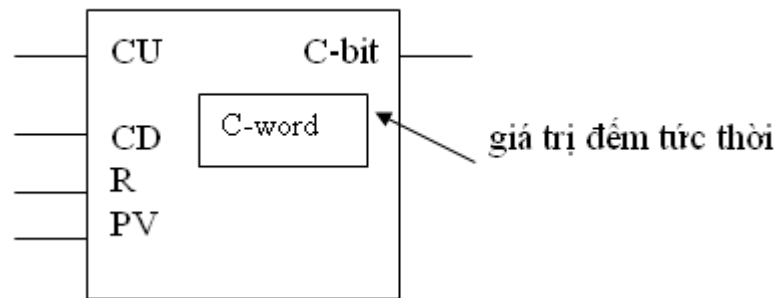 CU C-bit
C-word
CD
giá trị đếm tức thời
R
PV